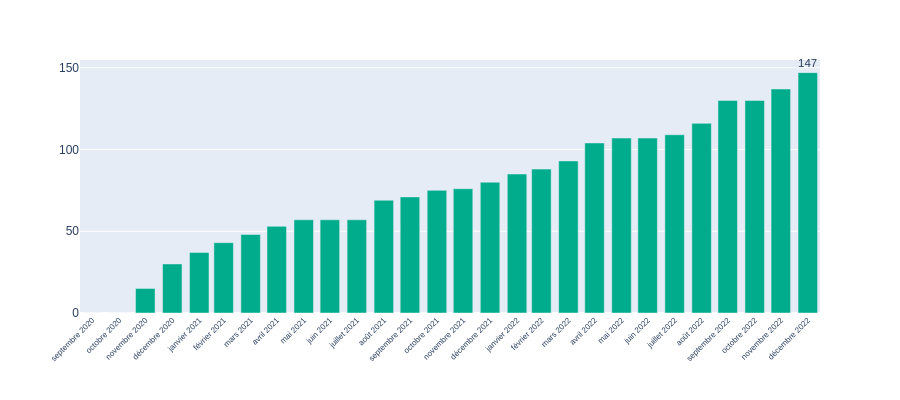 147
150
100
50
0
septembre 2020
octobre 2020
novembre 2020
décembre 2020
janvier 2021
février 2021
mars 2021
avril 2021
mai 2021
juin 2021
juillet 2021
août 2021
septembre 2021
octobre 2021
novembre 2021
décembre 2021
janvier 2022
février 2022
mars 2022
avril 2022
mai 2022
juin 2022
juillet 2022
août 2022
septembre 2022
octobre 2022
novembre 2022
décembre 2022